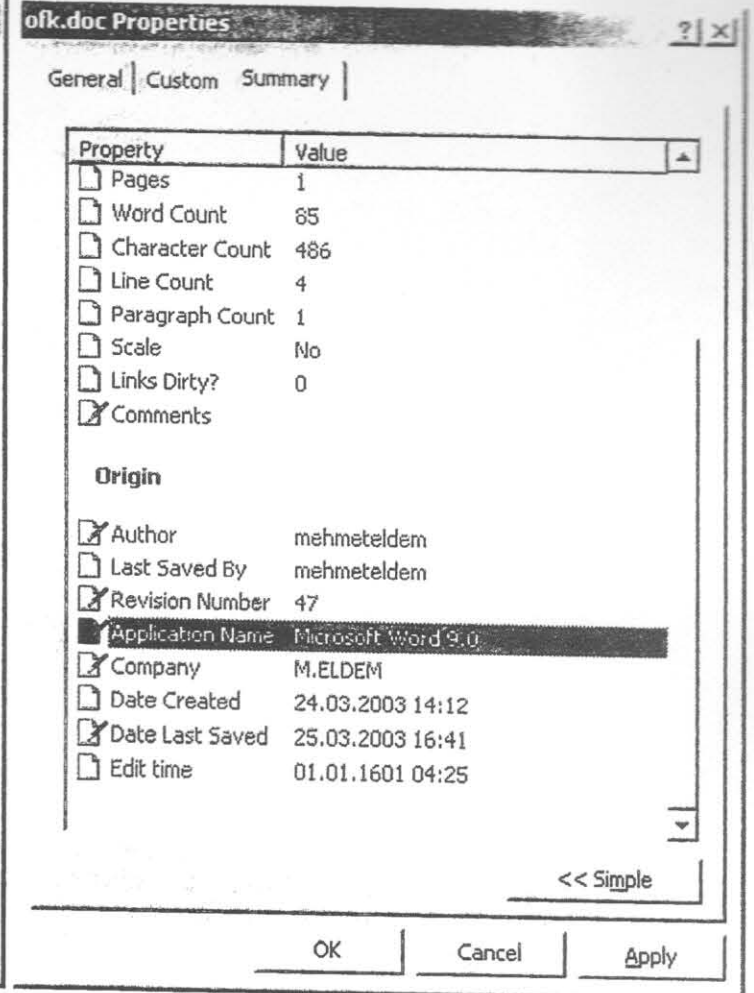 ofk.doc Properties ? ×
General Custom Summary
Property Value
Pages 1
Word Count 85
Character Count 486
Line Count 4
Paragraph Count 1
Scale No
Links Dirty? 0
Comments
Origin
Author mehmeteldem
Last Saved By mehmeteldem
Revision Number 47
Application Name Microsoft Word 9.0
Company M.ELDEM
Date Created 24.03.2003 14:12
Date Last Saved 25.03.2003 16:41
Edit time 01.01.1601 04:25
<< Simple
OK Cancel Apply